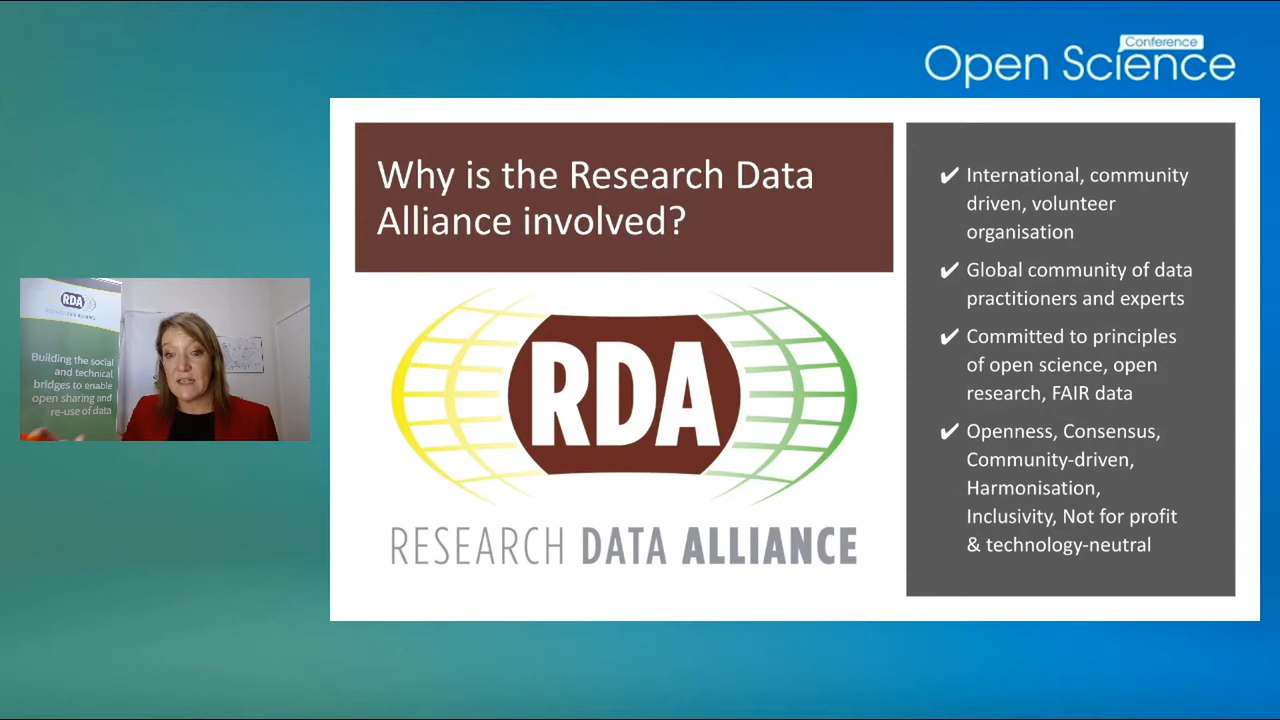 Conference
Open Science
Why is the Research Data
Alliance involved?
RDA
RESEARCH DATA ALLIANCE
✔ International, community
driven, volunteer
organisation
✔ Global community of data
practitioners and experts
✔ Committed to principles
of open science, open
research, FAIR data
✔ Openness, Consensus,
Community-driven,
Harmonisation,
Inclusivity, Not for profit
& technology-neutral
RDA
RESEARCH DATA ALLIANCE
Building the social
and technical
bridges to enable
open sharing and
re-use of data